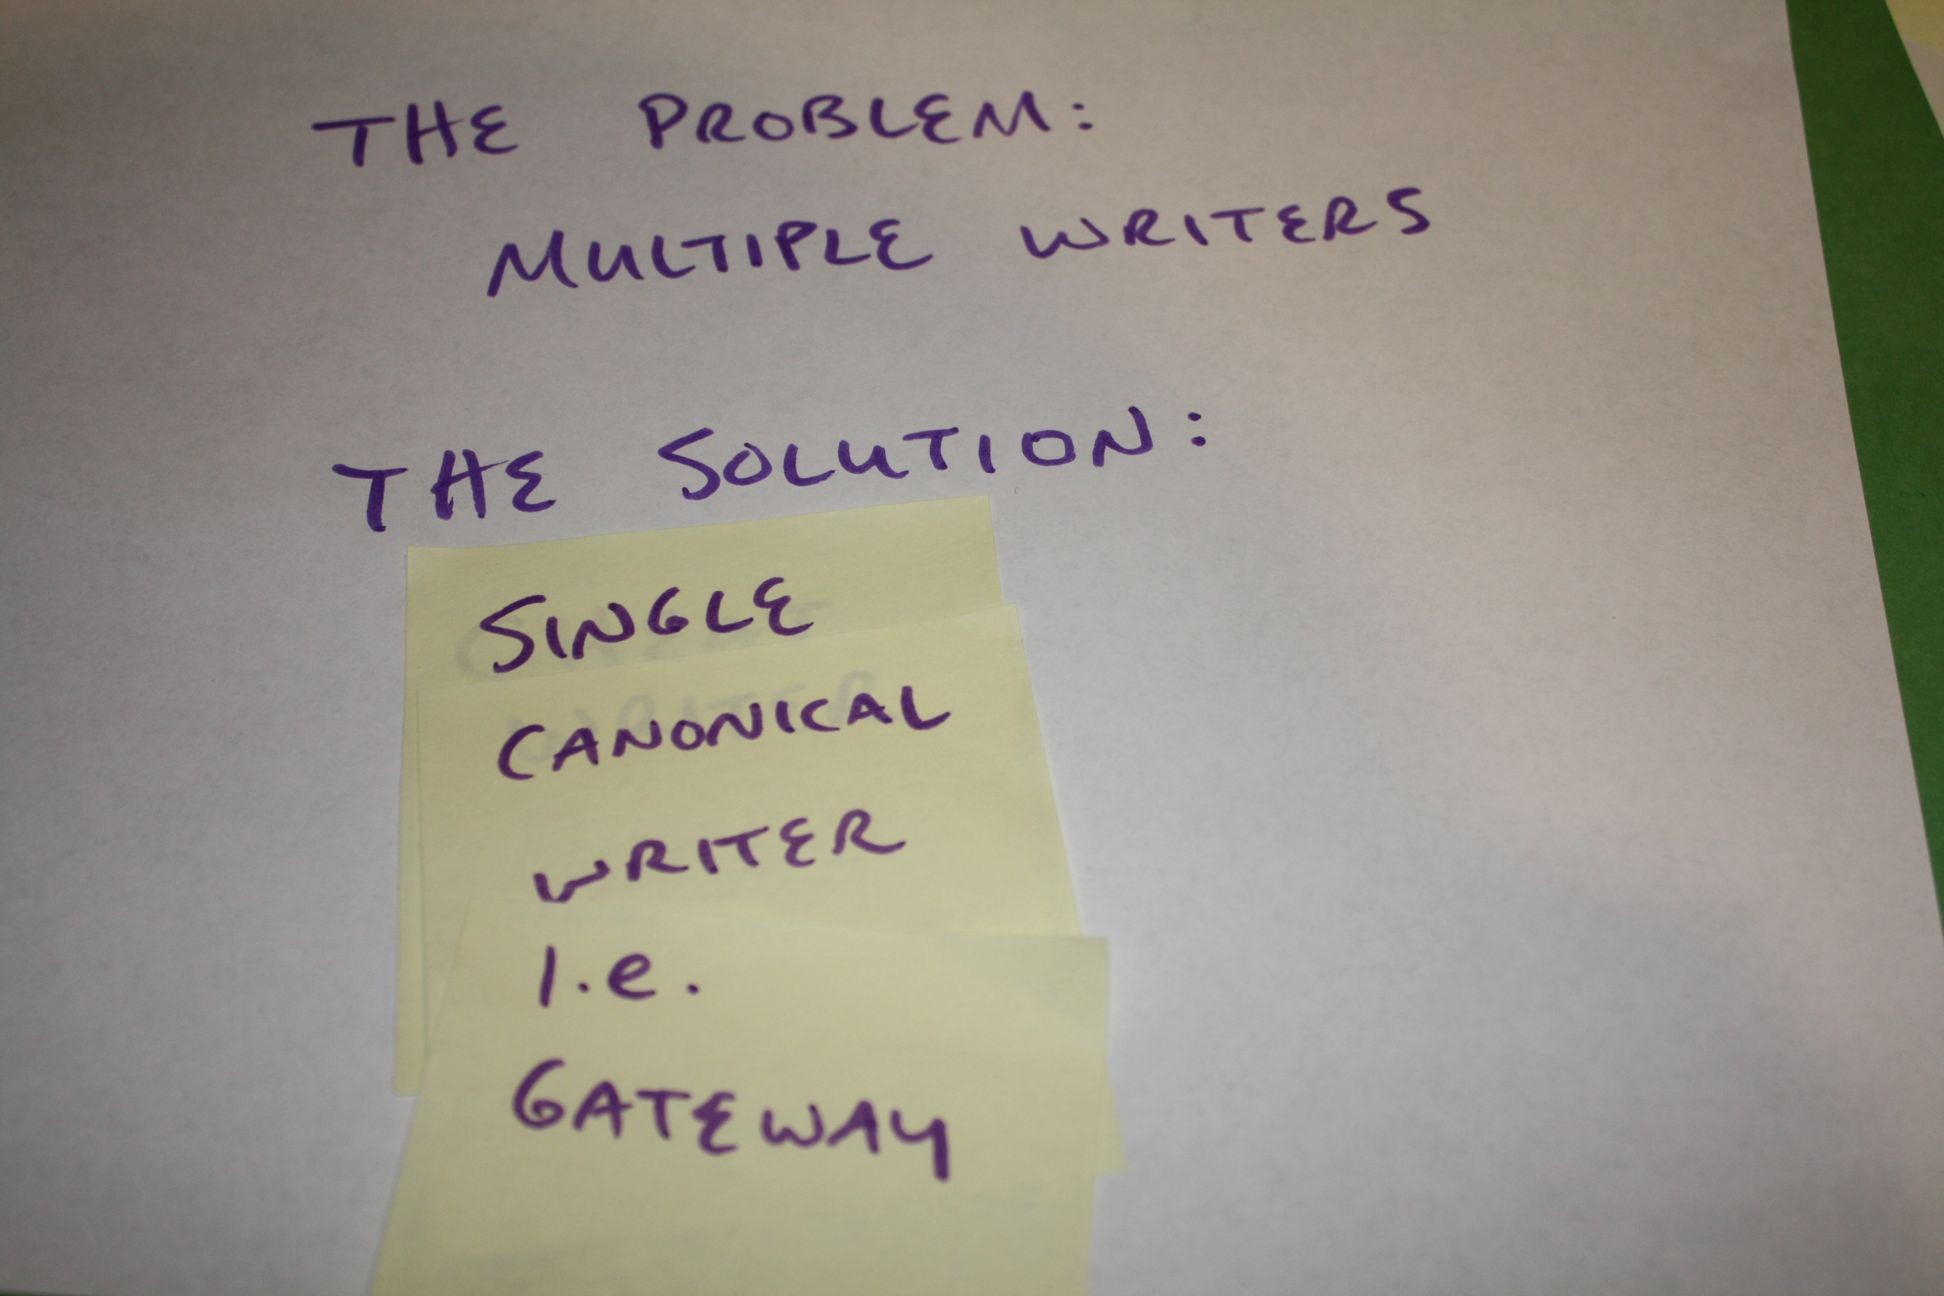 THE PROBLEM:
MULTIPLE WRITERS
THE SOLUTION:
SINGLE
CANONICAL
WRITER
I.e.
GATEWAY